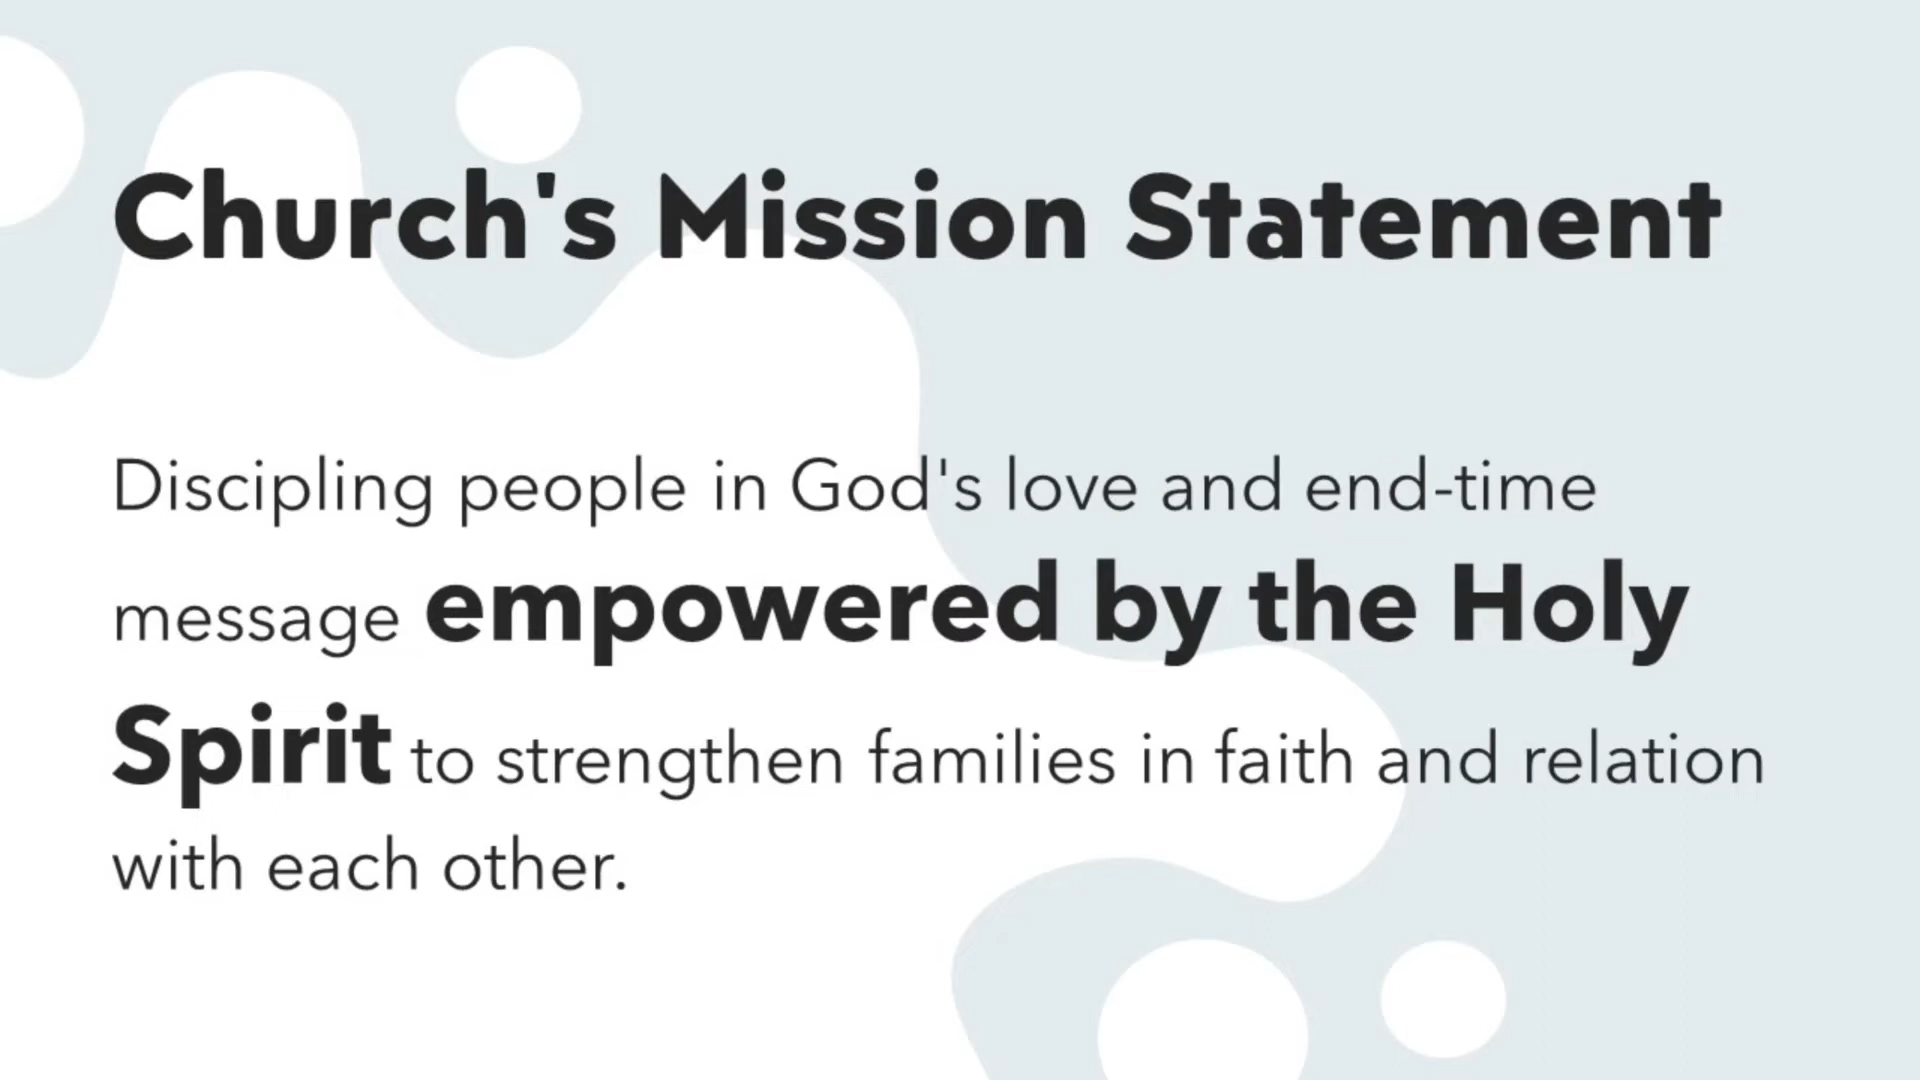 Church's Mission Statement
Discipling people in God's love and end-time
message empowered by the Holy
Spirit to strengthen families in faith and relation
with each other.